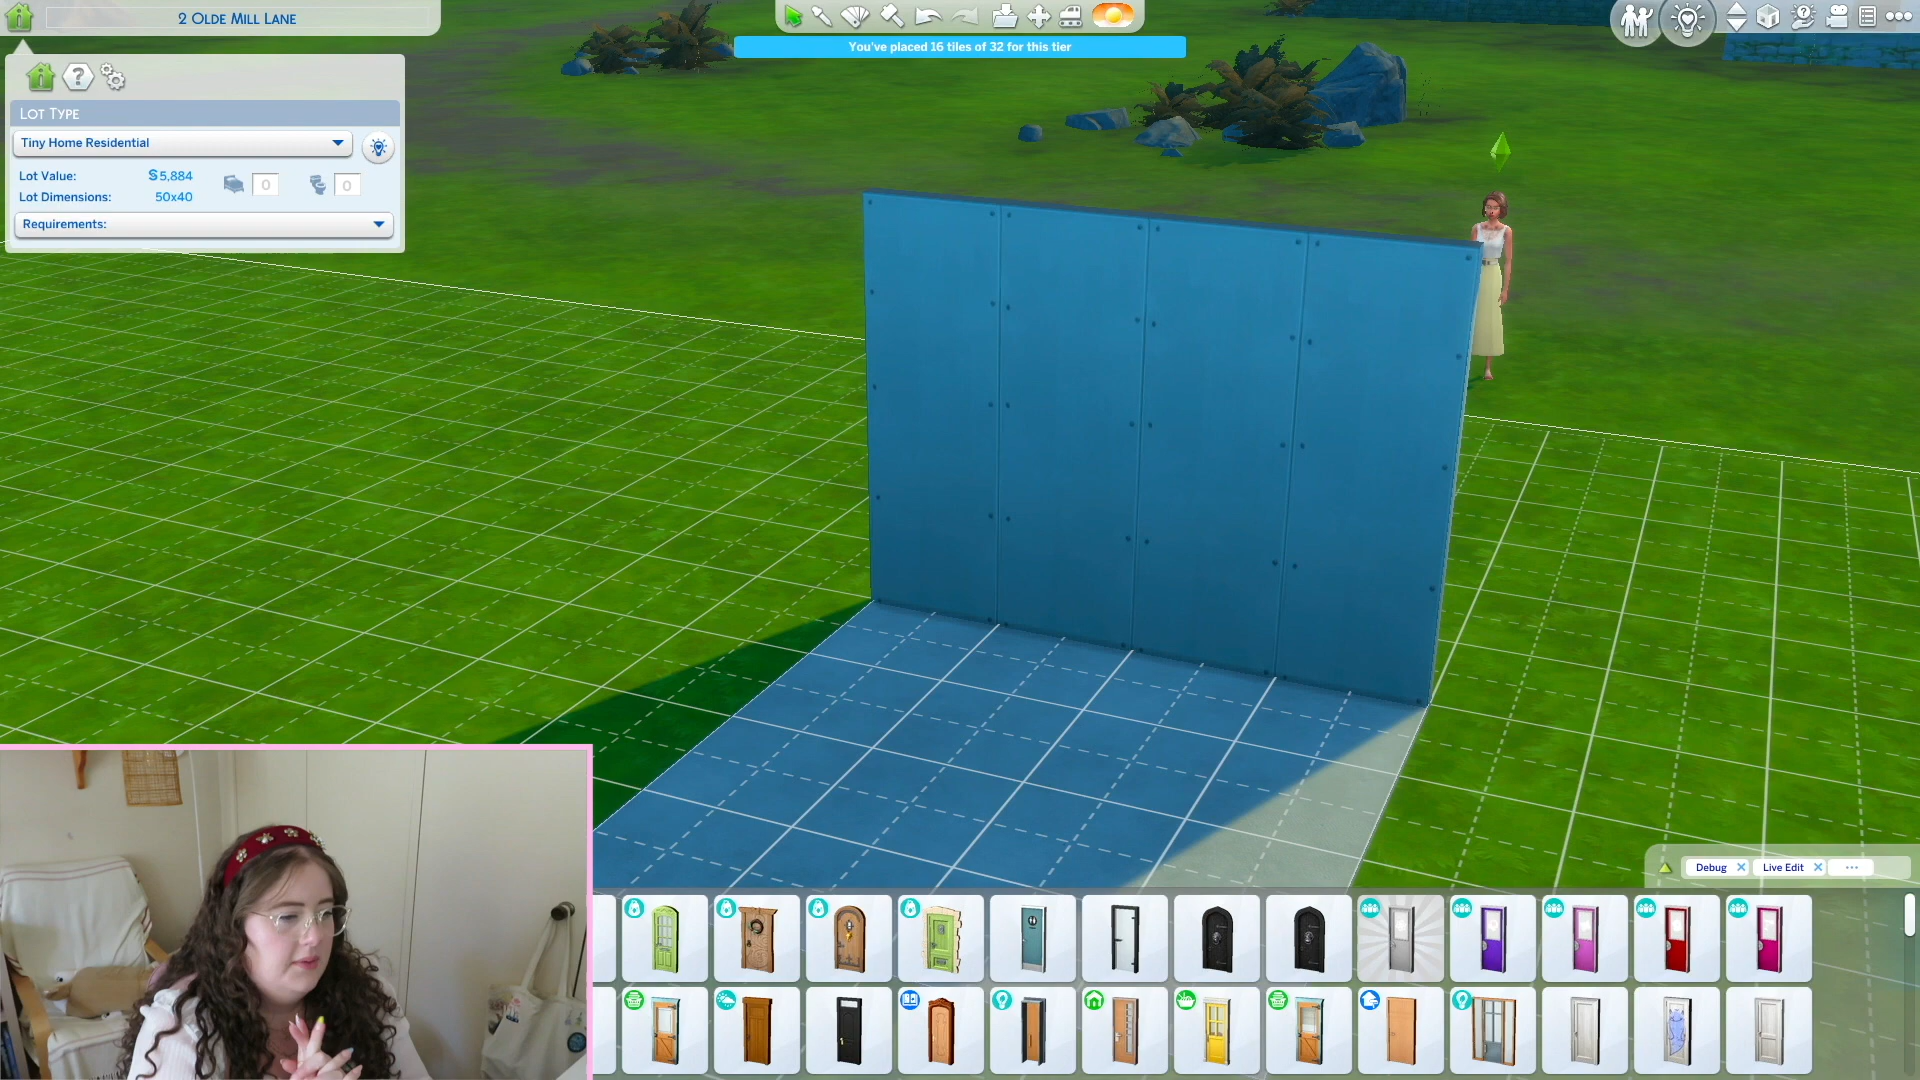 2 Olde Mill Lane
You've placed 16 tiles of 32 for this tier
Lot Type
Tiny Home Residential
Lot Value: §5,884
0
0
Lot Dimensions: 50x40
Requirements:
Debug
Live Edit